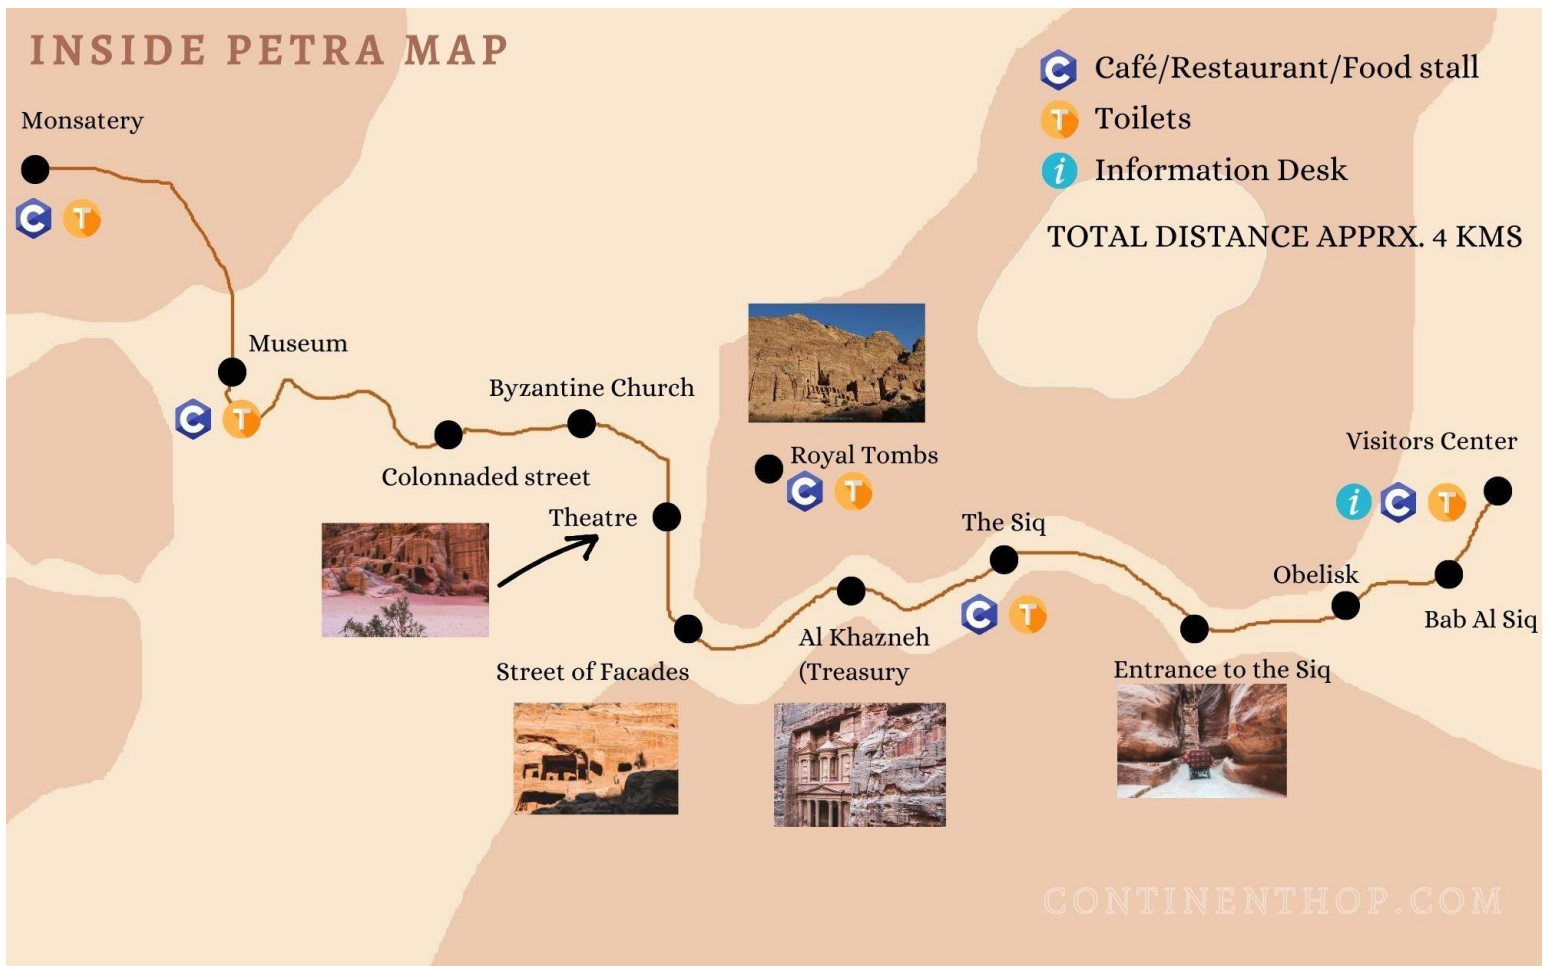 INSIDE PETRA MAP
C Café/Restaurant/Food stall
T Toilets
i Information Desk
TOTAL DISTANCE APPRX. 4 KMS
Monsatery
C T
Museum
C T
Byzantine Church
Colonnaded street
Theatre
Royal Tombs
C T
The Siq
C T
Visitors Center
i C T
Obelisk
Bab Al Siq
Entrance to the Siq
Al Khazneh
(Treasury
Street of Facades
CONTINENTHOP.COM